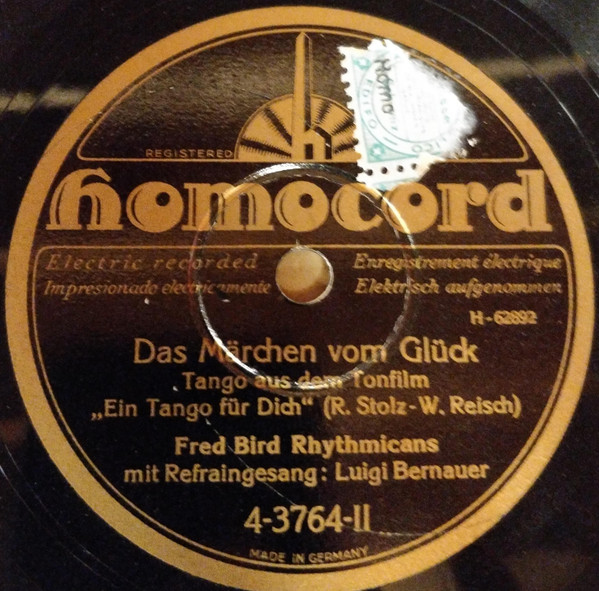 Homo
REGISTERED
homocord
Electric recorded Enregistrement électrique
Impresionado electricamente Elektrisch aufgenommen
H-62892
Das Märchen vom Glück
Tango aus dem Tonfilm
„Ein Tango für Dich" (R. Stolz-W. Reisch)
Fred Bird Rhythmicans
mit Refraingesang: Luigi Bernauer
4-3764-II
MADE IN GERMANY